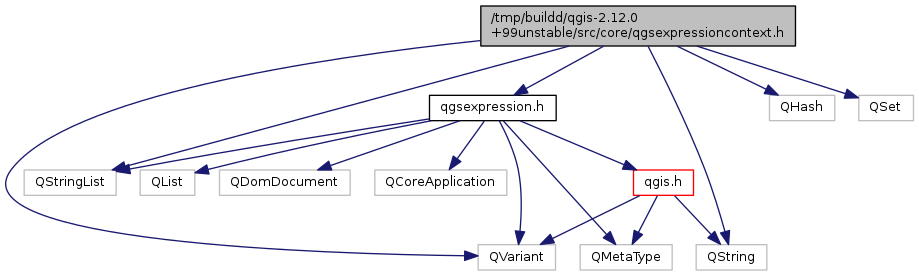 /tmp/buildd/qgis-2.12.0
+99unstable/src/core/qgsexpressioncontext.h
qgsexpression.h
QHash
QSet
QStringList
QList
QDomDocument
QCoreApplication
qgis.h
QVariant
QMetaType
QString